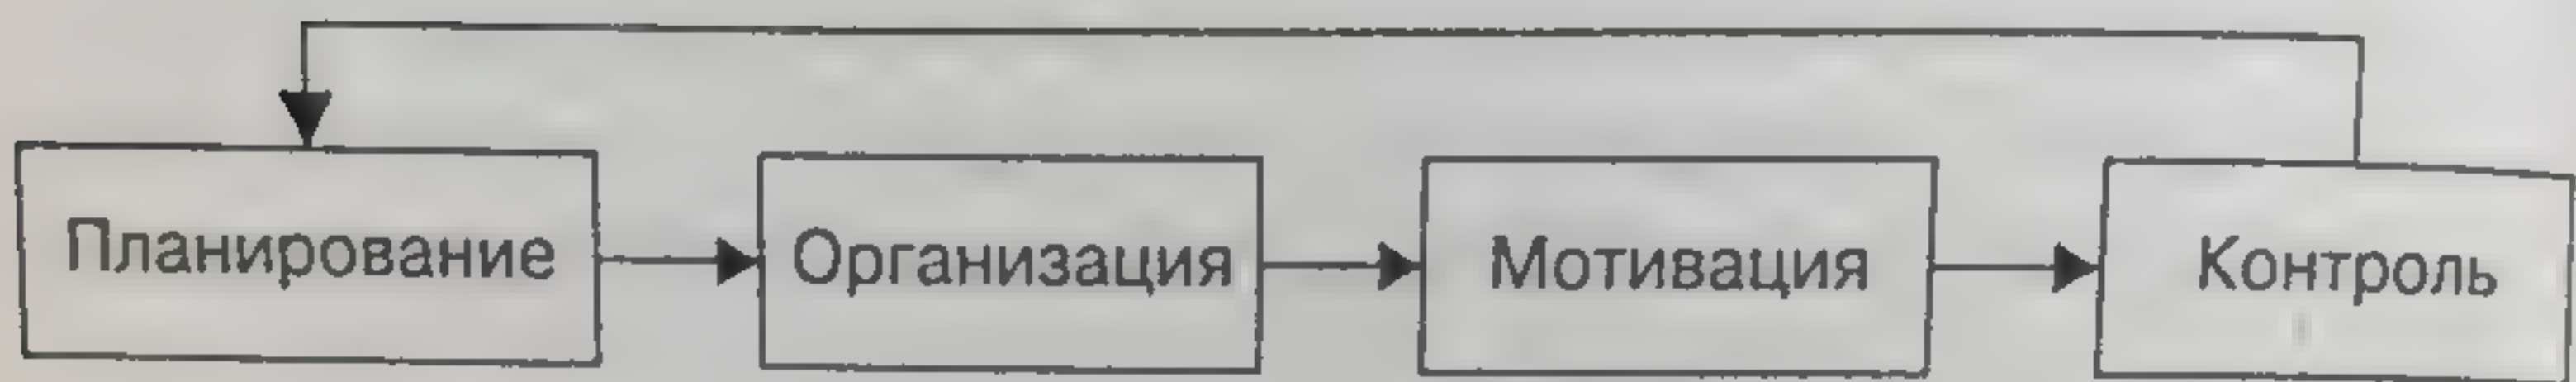 Планирование Организация Мотивация Контроль